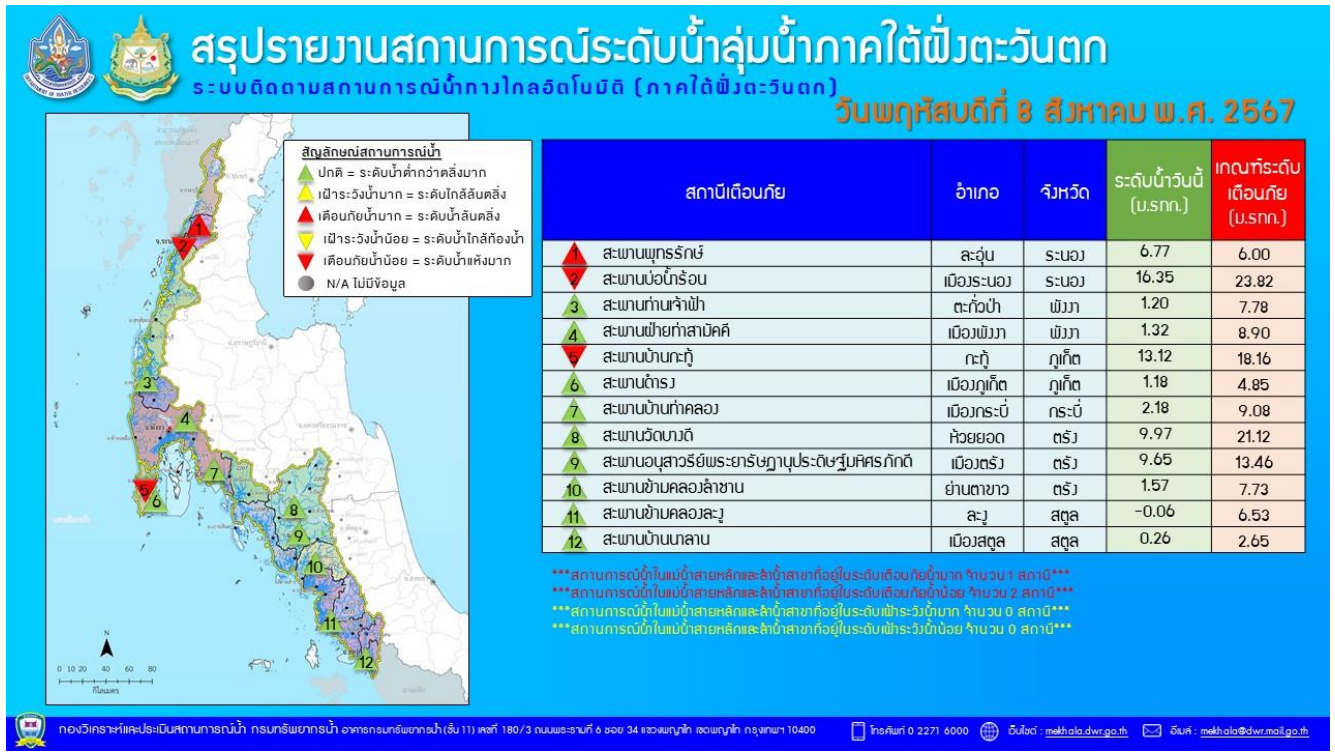 สรุปรายงานสถานการณ์ระดับน้ำลุ่มน้ำภาคใต้ฝั่งตะวันตก
ระบบติดตามสถานการณ์น้ำทางไกลอัตโนมัติ (ภาคใต้ฝั่งตะวันตก)
วันพฤหัสบดีที่ 8 สิงหาคม พ.ศ. 2567
สัญลักษณ์สถานการณ์น้ำ
ปกติ = ระดับน้ำต่ำกว่าตลิ่งมาก
เฝ้าระวังน้ำมาก = ระดับใกล้ล้นตลิ่ง
เตือนภัยน้ำมาก = ระดับน้ำล้นตลิ่ง
เฝ้าระวังน้ำน้อย = ระดับน้ำใกล้ท้องน้ำ
เตือนภัยน้ำน้อย = ระดับน้ำแห้งมาก
N/A ไม่มีข้อมูล
1
2
3
4
5
6
7
8
9
10
11
12
N
0 10 20 40 60 80
กิโลเมตร
สถานีเตือนภัย อำเภอ จังหวัด ระดับน้ำวันนี้ (ม.รทก.) เกณฑ์ระดับเตือนภัย (ม.รทก.)
1 สะพานพุทธรักษ์ ละอุ่น ระนอง 6.77 6.00
2 สะพานบ่อน้ำร้อน เมืองระนอง ระนอง 16.35 23.82
3 สะพานท่านเจ้าฟ้า ตะกั่วป่า พังงา 1.20 7.78
4 สะพานฝ่ายท่าสามัคคี เมืองพังงา พังงา 1.32 8.90
5 สะพานบ้านกะทู้ กะทู้ ภูเก็ต 13.12 18.16
6 สะพานดำรง เมืองภูเก็ต ภูเก็ต 1.18 4.85
7 สะพานบ้านท่าคลอง เมืองกระบี่ กระบี่ 2.18 9.08
8 สะพานวัดบางดี ห้วยยอด ตรัง 9.97 21.12
9 สะพานอนุสาวรีย์พระยารัษฎานุประดิษฐ์มหิศรภักดี เมืองตรัง ตรัง 9.65 13.46
10 สะพานข้ามคลองลำชาน ย่านตาขาว ตรัง 1.57 7.73
11 สะพานข้ามคลองละงู ละงู สตูล -0.06 6.53
12 สะพานบ้านนาลาน เมืองสตูล สตูล 0.26 2.65
***สถานการณ์น้ำในแม่น้ำสายหลักและลำน้ำสาขาที่อยู่ในระดับเตือนภัยน้ำมาก จำนวน 1 สถานี***
***สถานการณ์น้ำในแม่น้ำสายหลักและลำน้ำสาขาที่อยู่ในระดับเตือนภัยน้ำน้อย จำนวน 2 สถานี***
***สถานการณ์น้ำในแม่น้ำสายหลักและลำน้ำสาขาที่อยู่ในระดับเฝ้าระวังน้ำมาก จำนวน 0 สถานี***
***สถานการณ์น้ำในแม่น้ำสายหลักและลำน้ำสาขาที่อยู่ในระดับเฝ้าระวังน้ำน้อย จำนวน 0 สถานี***
กองวิเคราะห์และประเมินสถานการณ์น้ำ กรมทรัพยากรน้ำ อาคารกรมทรัพยากรน้ำ (ชั้น 11) เลขที่ 180/3 ถนนพระรามที่ 6 ซอย 34 แขวงพญาไท เขตพญาไท กรุงเทพฯ 10400 โทรศัพท์ 0 2271 6000 เว็บไซต์ : mekhala.dwr.go.th อีเมล์ : mekhala@dwr.mail.go.th